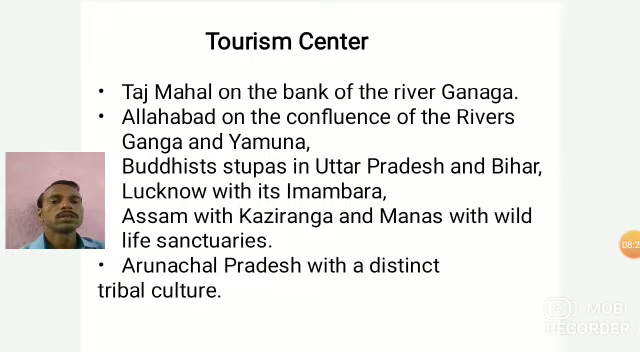 Tourism Center
• Taj Mahal on the bank of the river Ganaga.
• Allahabad on the confluence of the Rivers
Ganga and Yamuna,
Buddhists stupas in Uttar Pradesh and Bihar,
Lucknow with its Imambara,
Assam with Kaziranga and Manas with wild
life sanctuaries.
• Arunachal Pradesh with a distinct
tribal culture.
08:2
MOBI
RECORDER